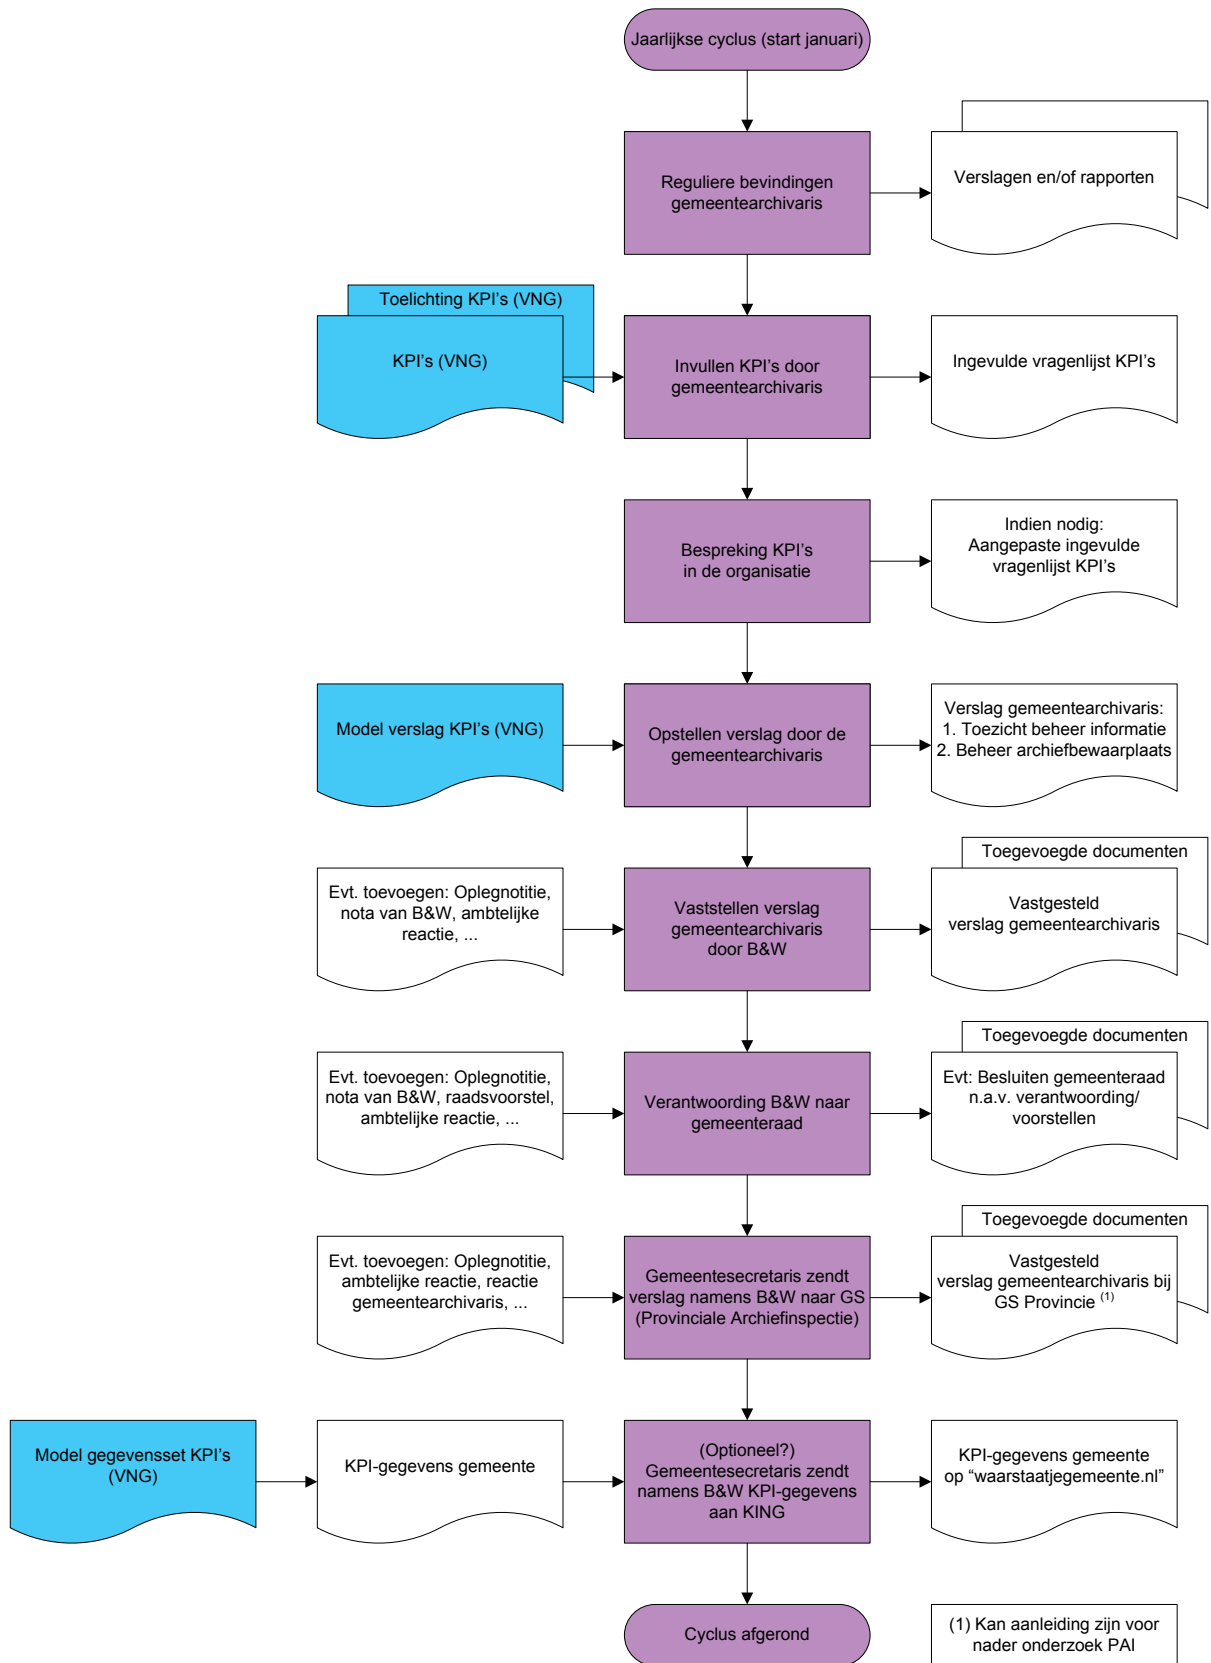 Jaarlijkse cyclus (start januari)
Reguliere bevindingen
gemeentearchivaris
Verslagen en/of rapporten
Toelichting KPI's (VNG)
KPI's (VNG)
Invullen KPI's door
gemeentearchivaris
Ingevulde vragenlijst KPI's
Bespreking KPI's
in de organisatie
Indien nodig:
Aangepaste ingevulde
vragenlijst KPI's
Model verslag KPI's (VNG)
Opstellen verslag door de
gemeentearchivaris
Verslag gemeentearchivaris:
1. Toezicht beheer informatie
2. Beheer archiefbewaarplaats
Evt. toevoegen: Oplegnotitie,
nota van B&W, ambtelijke
reactie, ...
Vaststellen verslag
gemeentearchivaris
door B&W
Toegevoegde documenten
Vastgesteld
verslag gemeentearchivaris
Evt. toevoegen: Oplegnotitie,
nota van B&W, raadsvoorstel,
ambtelijke reactie, ...
Verantwoording B&W naar
gemeenteraad
Toegevoegde documenten
Evt: Besluiten gemeenteraad
n.a.v. verantwoording/
voorstellen
Evt. toevoegen: Oplegnotitie,
ambtelijke reactie, reactie
gemeentearchivaris, ...
Gemeentesecretaris zendt
verslag namens B&W naar GS
(Provinciale Archiefinspectie)
Toegevoegde documenten
Vastgesteld
verslag gemeentearchivaris bij
GS Provincie (1)
Model gegevensset KPI's
(VNG)
KPI-gegevens gemeente
(Optioneel?)
Gemeentesecretaris zendt
namens B&W KPI-gegevens
aan KING
KPI-gegevens gemeente
op “waarstaatjegemeente.nl”
Cyclus afgerond
(1) Kan aanleiding zijn voor
nader onderzoek PAI